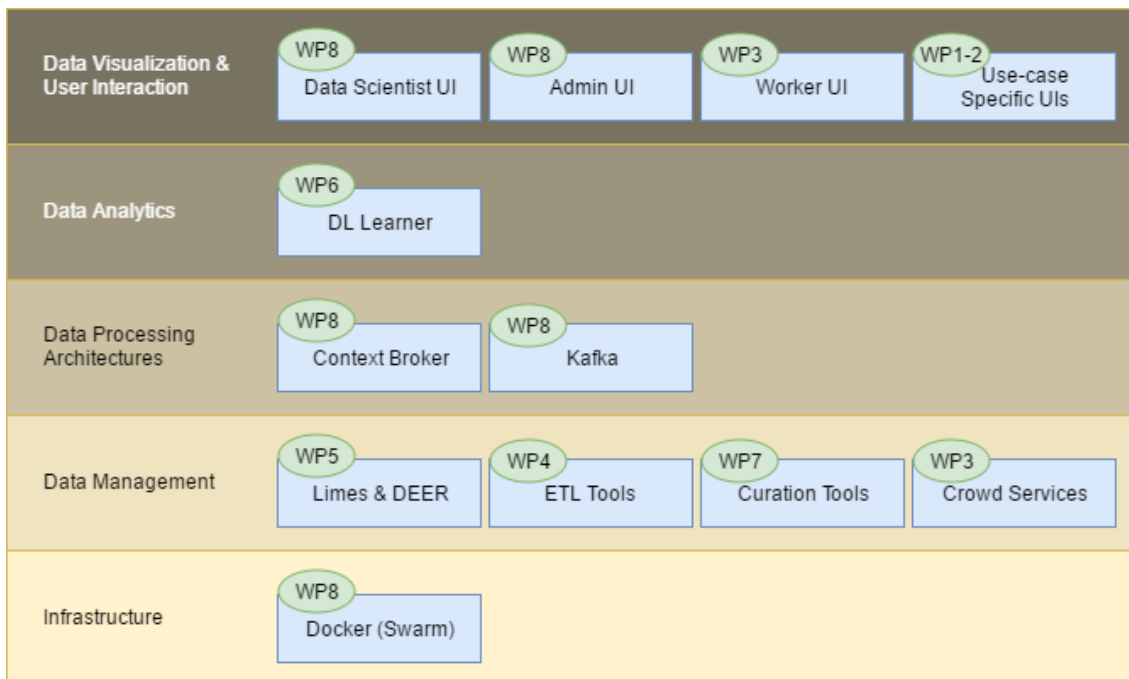 Data Visualization &
User Interaction
WP8
Data Scientist UI
WP8
Admin UI
WP3
Worker UI
WP1-2
Use-case
Specific UIs
Data Analytics
WP6
DL Learner
Data Processing
Architectures
WP8
Context Broker
WP8
Kafka
Data Management
WP5
Limes & DEER
WP4
ETL Tools
WP7
Curation Tools
WP3
Crowd Services
Infrastructure
WP8
Docker (Swarm)